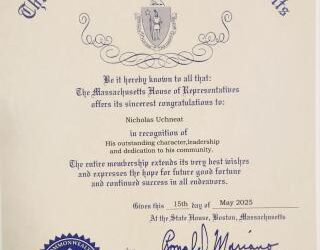 Be it hereby known to all that:
The Massachusetts House of Representatives
offers its sincerest congratulations to:
Nicholas Uchneat
in recognition of
His outstanding character,leadership
and dedication to his community.
The entire membership extends its very best wishes
and expresses the hope for future good fortune
and continued success in all endeavors.
Given this 15th day of May 2025
At the State House, Boston, Massachusetts
Ronald Mariano